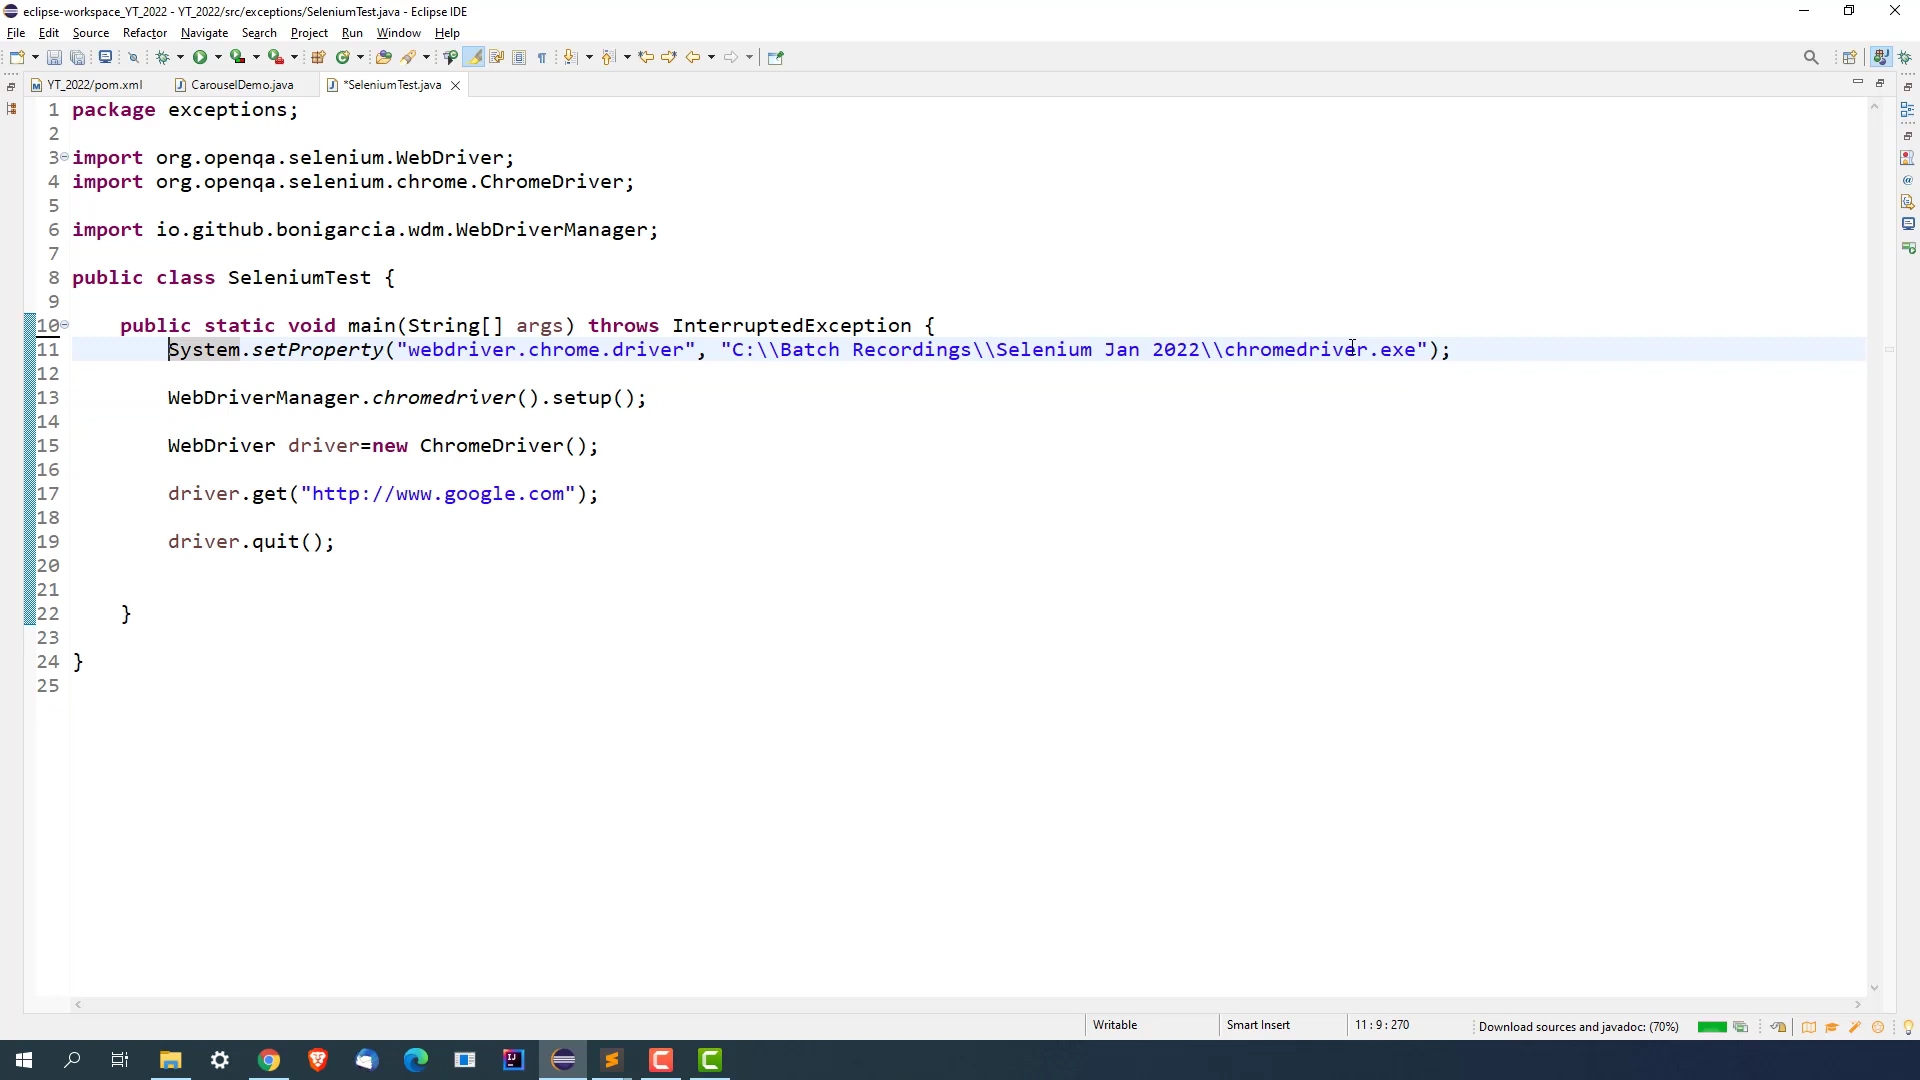 eclipse-workspace_YT_2022 - YT_2022/src/exceptions/SeleniumTest.java - Eclipse IDE
File Edit Source Refactor Navigate Search Project Run Window Help
YT_2022/pom.xml CarouselDemo.java *SeleniumTest.java
1 package exceptions;
2
3 import org.openqa.selenium.WebDriver;
4 import org.openqa.selenium.chrome.ChromeDriver;
5
6 import io.github.bonigarcia.wdm.WebDriverManager;
7
8 public class SeleniumTest {
9
10 public static void main(String[] args) throws InterruptedException {
11 System.setProperty("webdriver.chrome.driver", "C:\\Batch Recordings\\Selenium Jan 2022\\chromedriver.exe");
12
13 WebDriverManager.chromedriver().setup();
14
15 WebDriver driver=new ChromeDriver();
16
17 driver.get("http://www.google.com");
18
19 driver.quit();
20
21
22 }
23
24 }
25
Writable Smart Insert 11 : 9 : 270 Download sources and javadoc: (70%)